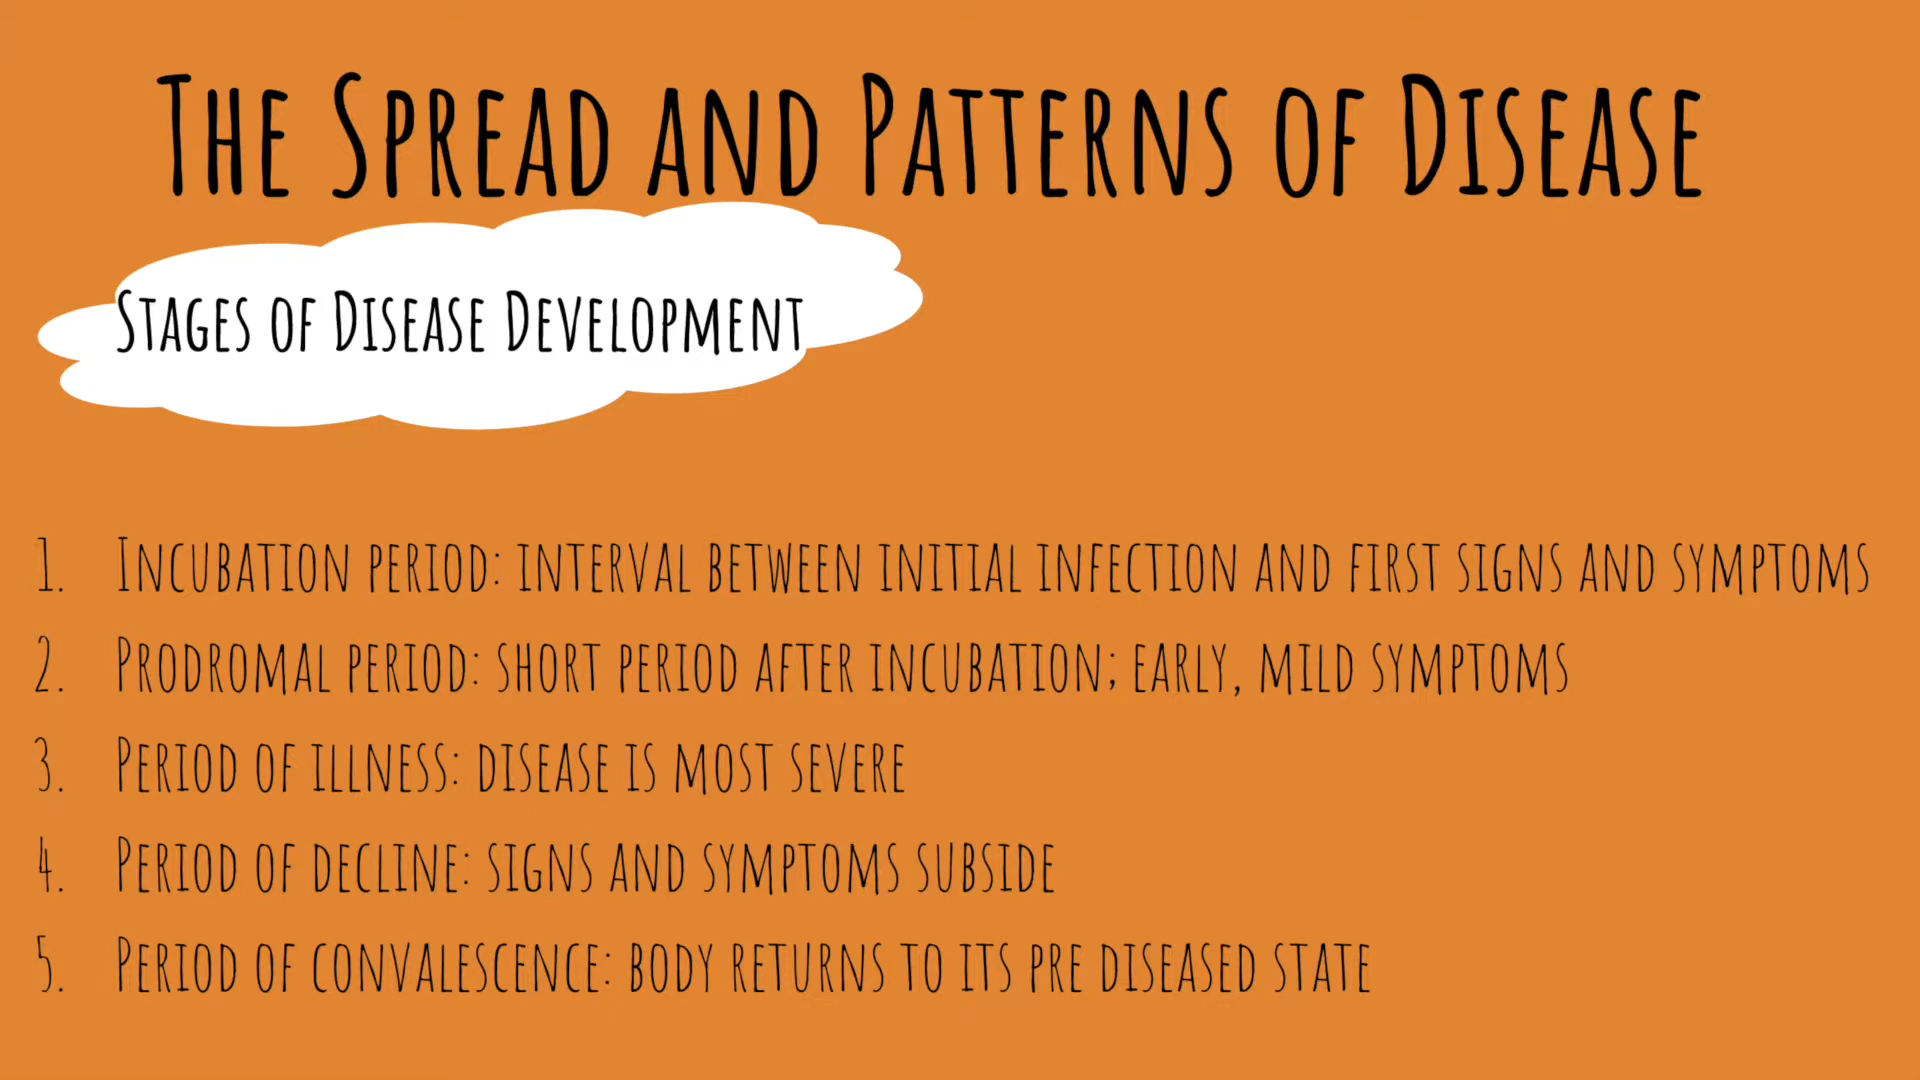 The Spread and Patterns of Disease
Stages of Disease Development
1. Incubation period: interval between initial infection and first signs and symptoms
2. Prodromal period: short period after incubation; early, mild symptoms
3. Period of illness: disease is most severe
4. Period of decline: signs and symptoms subside
5. Period of convalescence: body returns to its pre diseased state